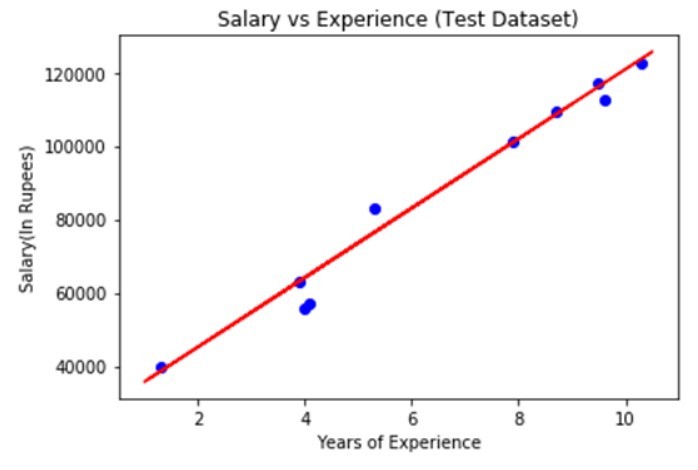 Salary vs Experience (Test Dataset)
120000
100000
80000
60000
40000
Salary(In Rupees)
2 4 6 8 10
Years of Experience